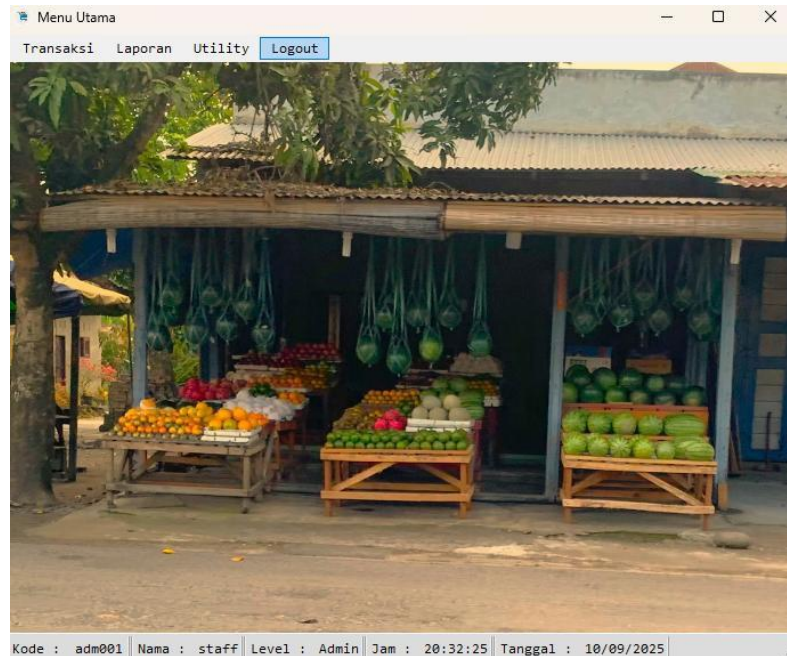 Menu Utama
Transaksi Laporan Utility Logout
Kode : adm001 Nama : staff Level : Admin Jam : 20:32:25 Tanggal : 10/09/2025